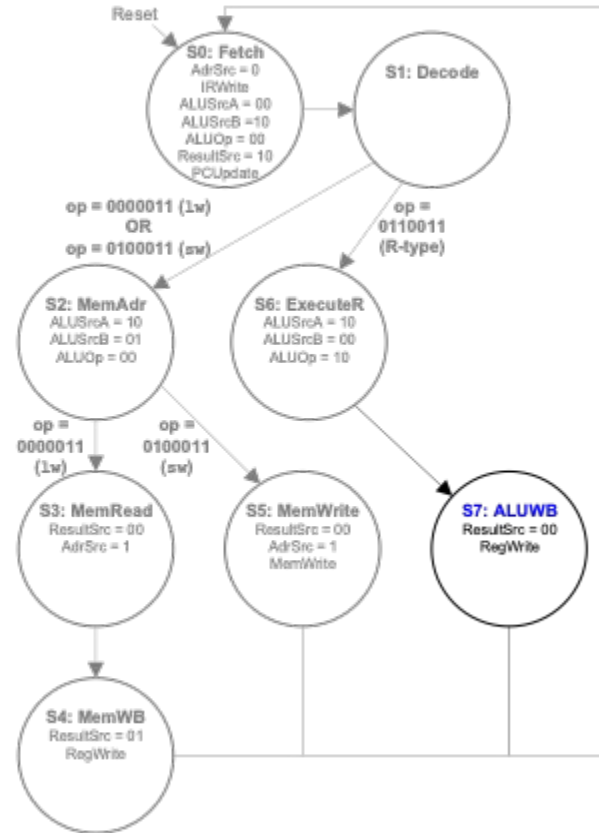 Reset
S0: Fetch
AdrSrc = 0
IRWrite
ALUSrcA = 00
ALUSrcB =10
ALUOp = 00
ResultSrc = 10
PCUpdate
S1: Decode
op = 0000011 (lw)
OR
op = 0100011 (sw)
op =
0110011
(R-type)
S2: MemAdr
ALUSrcA = 10
ALUSrcB = 01
ALUOp = 00
S6: ExecuteR
ALUSrcA = 10
ALUSrcB = 00
ALUOp = 10
op =
0000011
(lw)
op =
0100011
(sw)
S3: MemRead
ResultSrc = 00
AdrSrc = 1
S5: MemWrite
ResultSrc = 00
AdrSrc = 1
MemWrite
S7: ALUWB
ResultSrc = 00
RegWrite
S4: MemWB
ResultSrc = 01
RegWrite